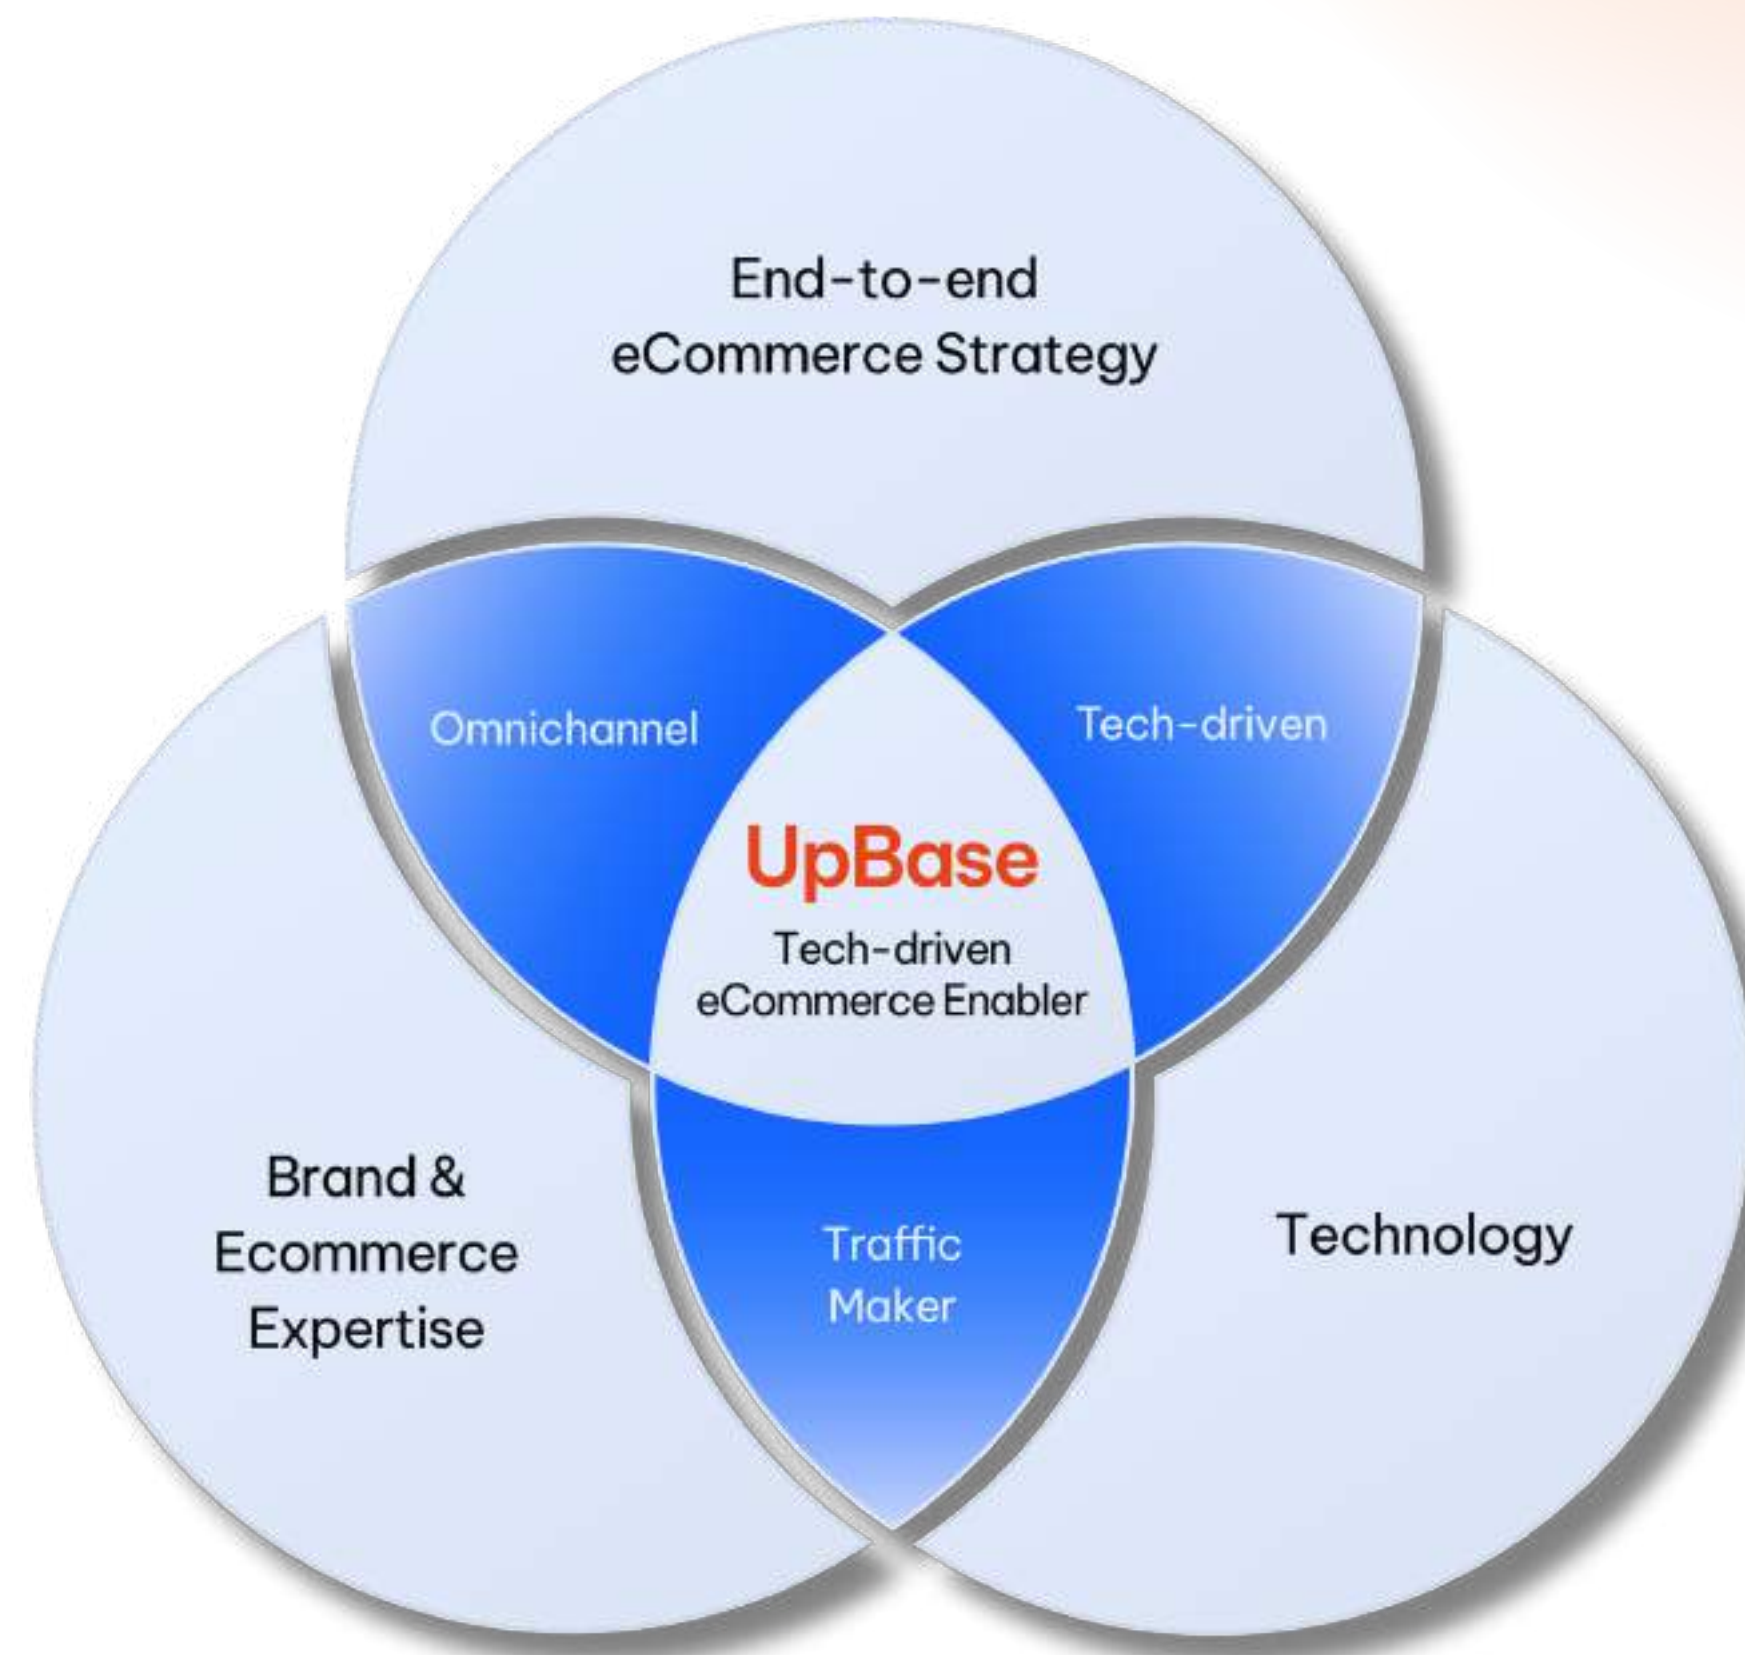 End-to-end
eCommerce Strategy
Omnichannel
Tech-driven
UpBase
Tech-driven
eCommerce Enabler
Brand &
Ecommerce
Expertise
Traffic
Maker
Technology